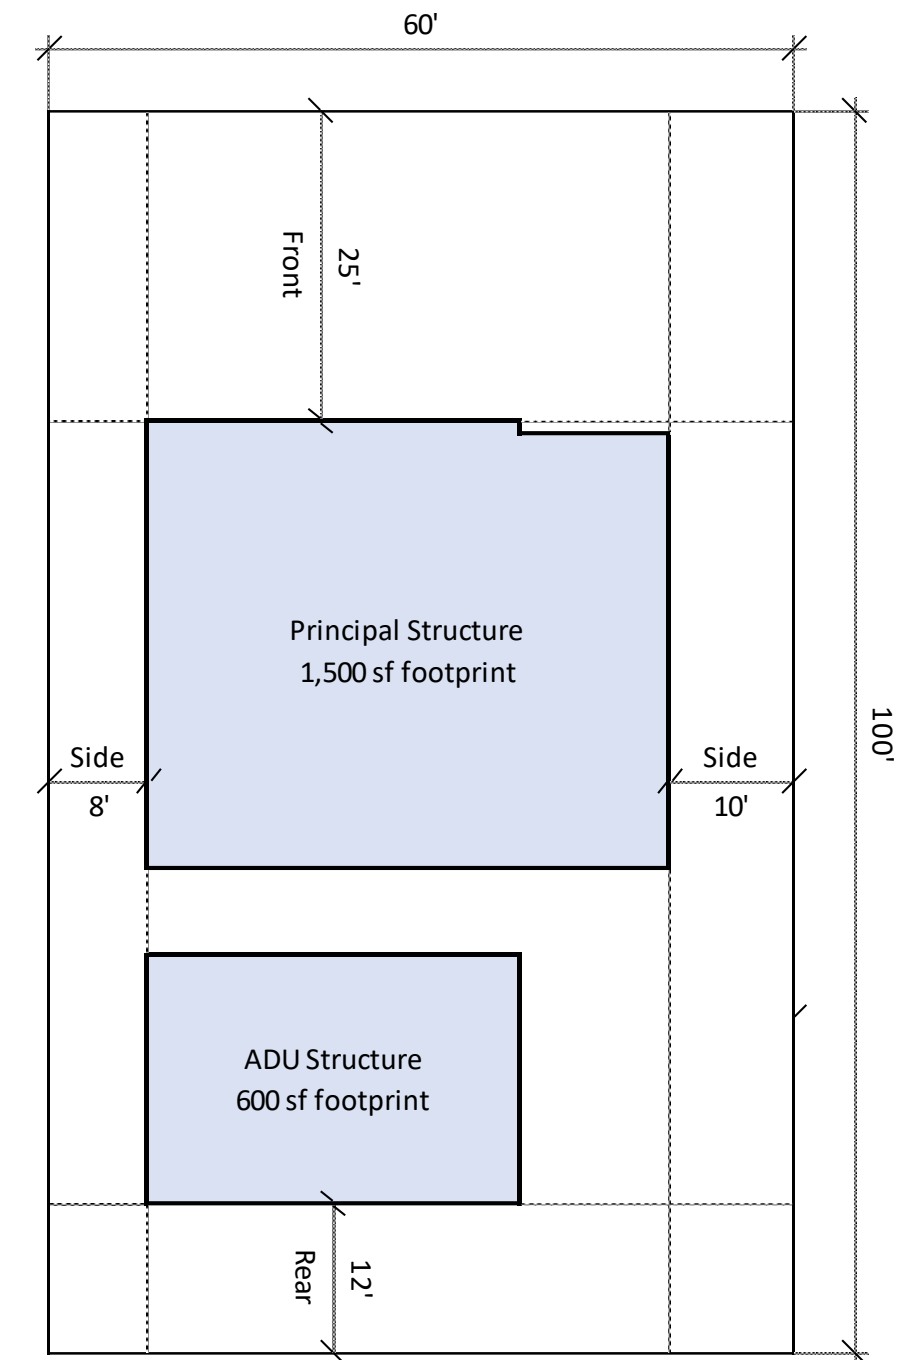 60'
25'
Front
Principal Structure
1,500 sf footprint
Side
8'
Side
10'
100'
ADU Structure
600 sf footprint
12'
Rear